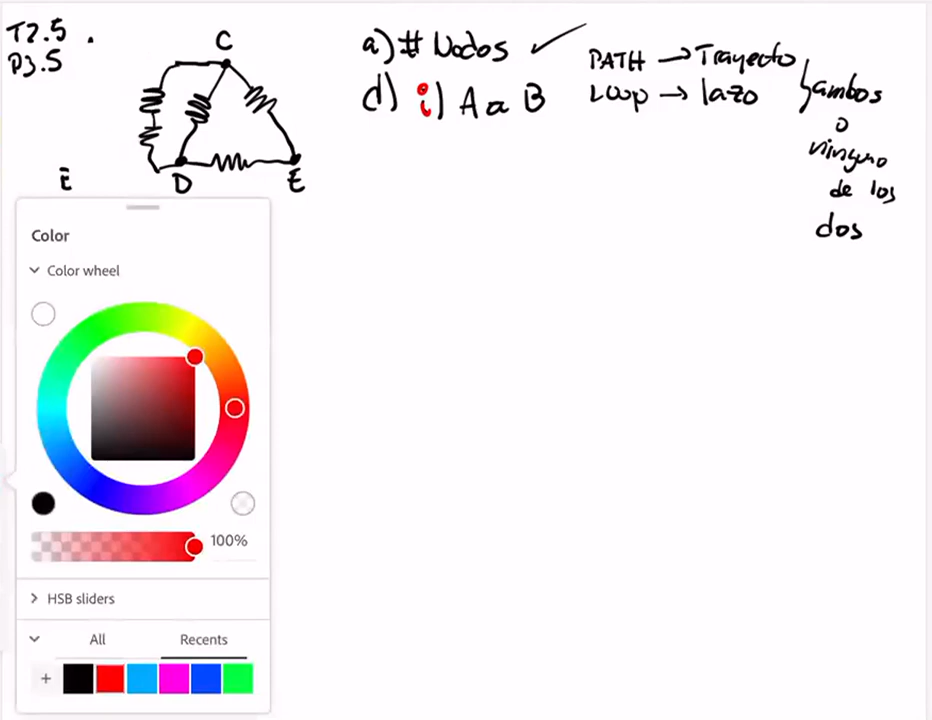 T2.5
P3.5
C
D
E
E
a) # Nodos ✓
d) i) A a B
PATH → Trayecto
Loop → lazo
ambos
o
ninguno
de los
dos
Color
Color wheel
100%
HSB sliders
All Recents
+